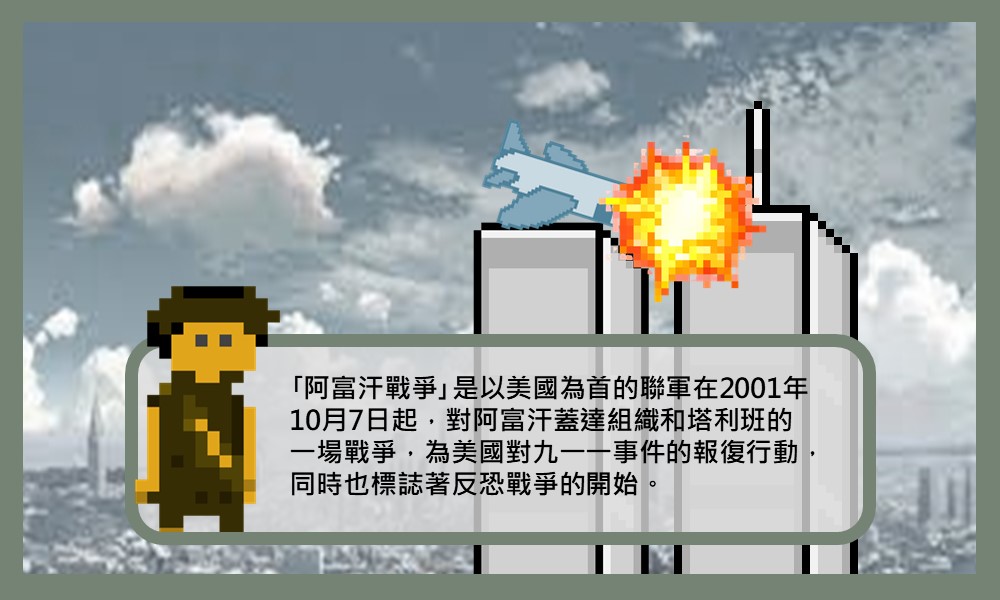 「阿富汗戰爭」是以美國為首的聯軍在2001年
10月7日起，對阿富汗蓋達組織和塔利班的
一場戰爭，為美國對九一一事件的報復行動，
同時也標誌著反恐戰爭的開始。